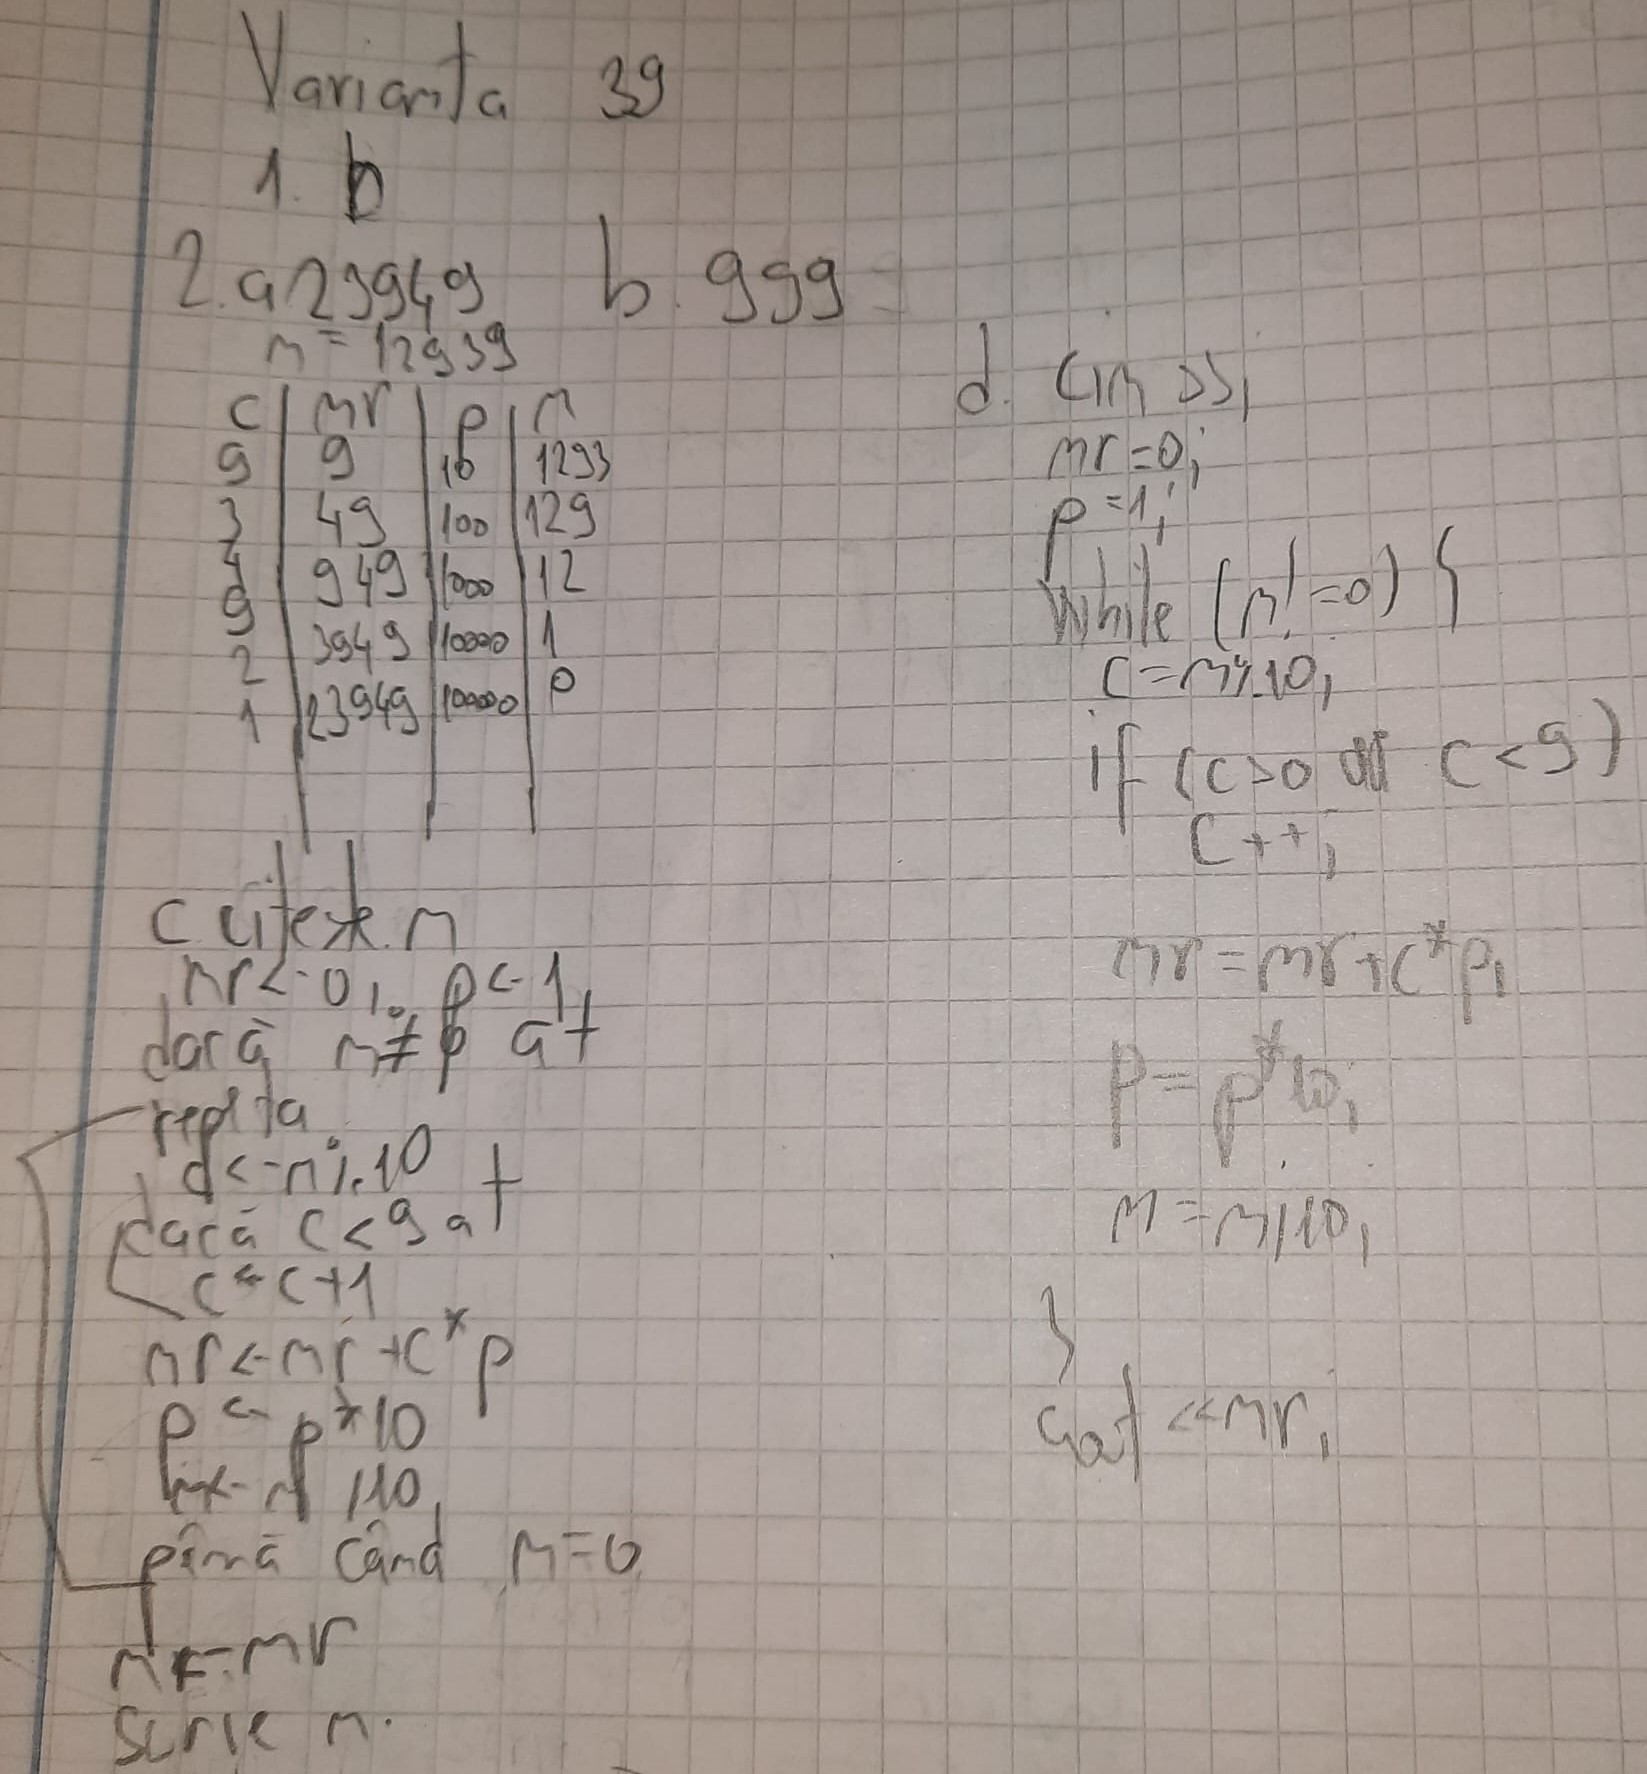 Varianta 39
1. b
2. a 23949 b. 999
n = 12939
c | nr | p | n
9 | 9 | 10 | 1293
3 | 49 | 100 | 129
4
9 | 949 | 1000 | 12
2 | 3949 | 10000 | 1
1 | 23949 | 100000 | 0
c citește n
nr <- 0, p <- 1
dacă n ≠ 0 at
repeta
c <- n % 10
dacă c < 9 at
c <- c + 1
nr <- nr + c * p
p <- p * 10
n <- n / 10
până când n = 0
n <- nr
scrie n.
d. cin >>
nr = 0;
p = 1;
while (n! = 0) {
c = n % 10;
if (c > 0 c < 9)
c++;
nr = nr + c * p;
p = p * 10;
n = n / 10;
}
cout << nr;